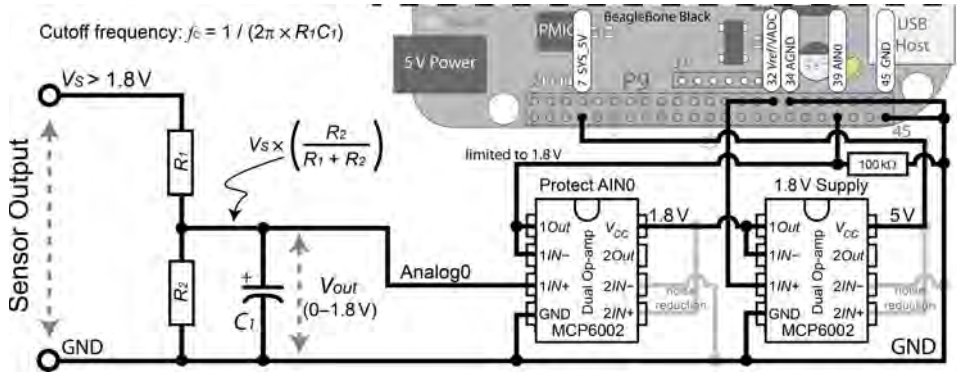 Cutoff frequency: fc = 1 / (2π × R1C1)
BeagleBone Black
PMIC
5 V Power
7 SYS_5V
P9
32 Vref/VADC
34 AGND
39 AIN0
45 GND
USB
Host
45
Vs > 1.8 V
Sensor Output
R1
Vs × ( R2 / R1 + R2 )
limited to 1.8 V
100 kΩ
Protect AIN0
1.8 V Supply
1Out
VCC
1.8 V
1IN−
2Out
1IN+
2IN−
GND
2IN+
Dual Op-amp
MCP6002
noise
reduction
1Out
VCC
5 V
1IN−
2Out
1IN+
2IN−
GND
2IN+
Dual Op-amp
MCP6002
noise
reduction
R2
+
C1
Vout
(0–1.8 V)
Analog0
GND
GND